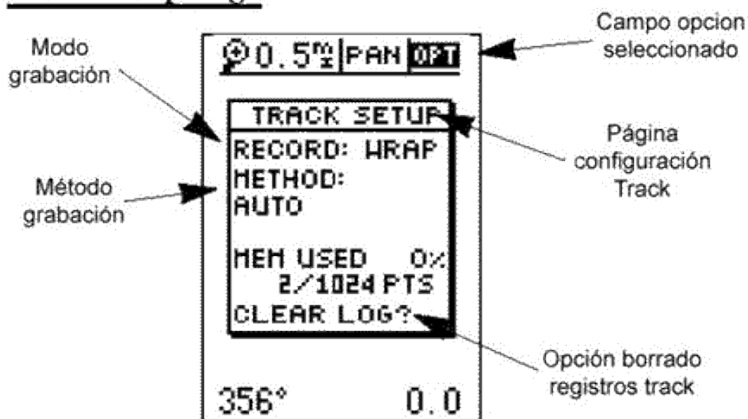 Campo opcion
seleccionado
Modo
grabación
0.5 mi PAN OPT
TRACK SETUP
RECORD: WRAP
METHOD:
AUTO
MEM USED 0%
2/1024 PTS
CLEAR LOG?
356° 0.0
Página
configuración
Track
Método
grabación
Opción borrado
registros track